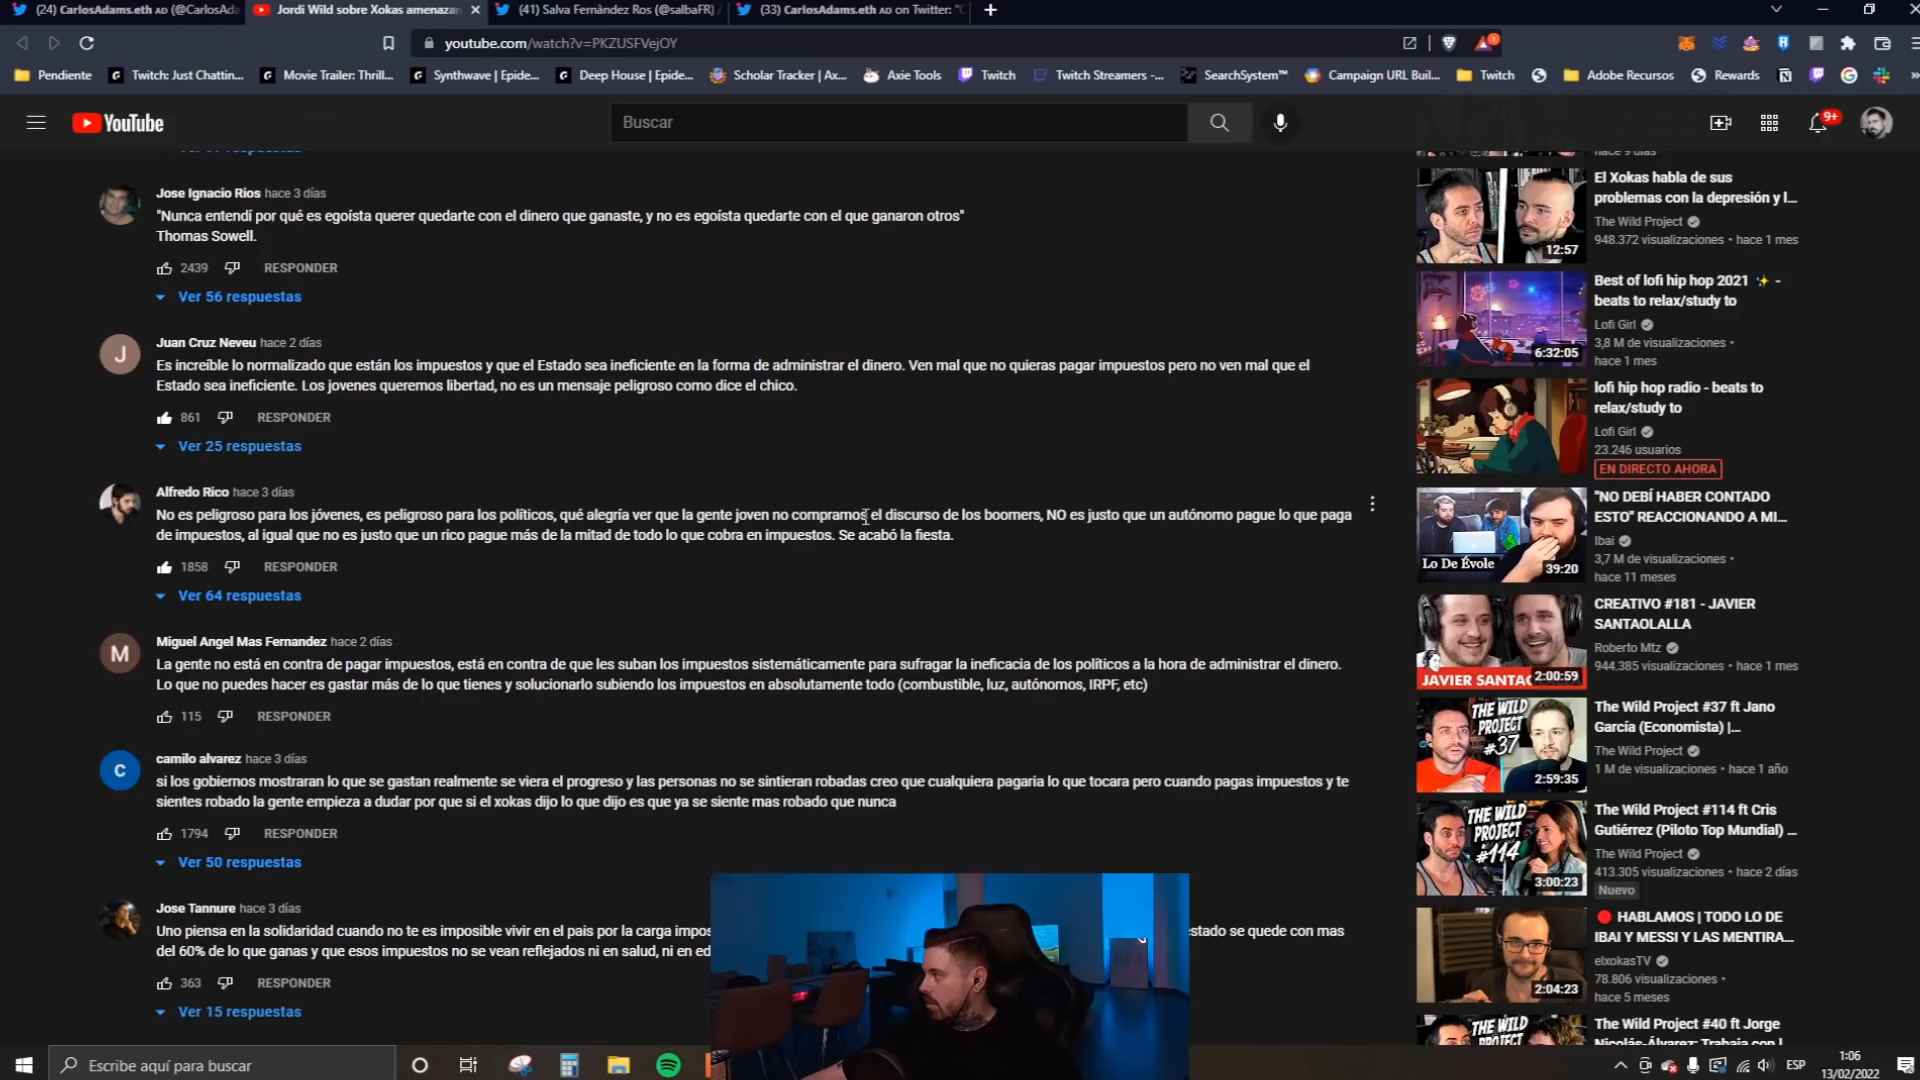 (24) CarlosAdams.eth AD (@CarlosAda
Jordi Wild sobre Xokas amenazan
(41) Salva Fernàndez Ros (@salbaFR) /
(33) CarlosAdams.eth AD on Twitter: "C
youtube.com/watch?v=PKZUSFVejOY
Pendiente
Twitch: Just Chattin...
Movie Trailer: Thrill...
Synthwave | Epide...
Deep House | Epide...
Scholar Tracker | Ax...
Axie Tools
Twitch
Twitch Streamers -...
SearchSystem™
Campaign URL Buil...
Twitch
Adobe Recursos
Rewards
YouTube
Buscar
9+
Jose Ignacio Rios hace 3 días
"Nunca entendí por qué es egoísta querer quedarte con el dinero que ganaste, y no es egoísta quedarte con el que ganaron otros"
Thomas Sowell.
2439 RESPONDER
Ver 56 respuestas
Juan Cruz Neveu hace 2 días
Es increíble lo normalizado que están los impuestos y que el Estado sea ineficiente en la forma de administrar el dinero. Ven mal que no quieras pagar impuestos pero no ven mal que el
Estado sea ineficiente. Los jovenes queremos libertad, no es un mensaje peligroso como dice el chico.
861 RESPONDER
Ver 25 respuestas
Alfredo Rico hace 3 días
No es peligroso para los jóvenes, es peligroso para los políticos, qué alegría ver que la gente joven no compramos el discurso de los boomers, NO es justo que un autónomo pague lo que paga
de impuestos, al igual que no es justo que un rico pague más de la mitad de todo lo que cobra en impuestos. Se acabó la fiesta.
1858 RESPONDER
Ver 64 respuestas
Miguel Angel Mas Fernandez hace 2 días
La gente no está en contra de pagar impuestos, está en contra de que les suban los impuestos sistemáticamente para sufragar la ineficacia de los políticos a la hora de administrar el dinero.
Lo que no puedes hacer es gastar más de lo que tienes y solucionarlo subiendo los impuestos en absolutamente todo (combustible, luz, autónomos, IRPF, etc)
115 RESPONDER
camilo alvarez hace 3 días
si los gobiernos mostraran lo que se gastan realmente se viera el progreso y las personas no se sintieran robadas creo que cualquiera pagaria lo que tocara pero cuando pagas impuestos y te
sientes robado la gente empieza a dudar por que si el xokas dijo lo que dijo es que ya se siente mas robado que nunca
1794 RESPONDER
Ver 50 respuestas
Jose Tannure hace 3 días
Uno piensa en la solidaridad cuando no te es imposible vivir en el pais por la carga impos stado se quede con mas
del 60% de lo que ganas y que esos impuestos no se vean reflejados ni en salud, ni en ed
363 RESPONDER
Ver 15 respuestas
hace 9 días
El Xokas habla de sus
problemas con la depresión y l...
The Wild Project
948.372 visualizaciones • hace 1 mes
12:57
Best of lofi hip hop 2021 ✨ -
beats to relax/study to
Lofi Girl
3,8 M de visualizaciones •
hace 1 mes
6:32:05
lofi hip hop radio - beats to
relax/study to
Lofi Girl
23.246 usuarios
EN DIRECTO AHORA
"NO DEBÍ HABER CONTADO
ESTO" REACCIONANDO A MI...
Ibai
3,7 M de visualizaciones •
hace 11 meses
Lo De Évole
39:20
CREATIVO #181 - JAVIER
SANTAOLALLA
Roberto Mtz
944.385 visualizaciones • hace 1 mes
JAVIER SANTAO
2:00:59
The Wild Project #37 ft Jano
García (Economista) |...
The Wild Project
1 M de visualizaciones • hace 1 año
THE WILD
PROJECT
#37
2:59:35
The Wild Project #114 ft Cris
Gutiérrez (Piloto Top Mundial) ...
The Wild Project
413.305 visualizaciones • hace 2 días
Nuevo
THE WILD
PROJECT
#114
3:00:23
🔴 HABLAMOS | TODO LO DE
IBAI Y MESSI Y LAS MENTIRA...
elxokasTV
78.806 visualizaciones •
hace 5 meses
2:04:23
The Wild Project #40 ft Jorge
THE WILD
Escribe aquí para buscar
ESP
1:06
13/02/2022